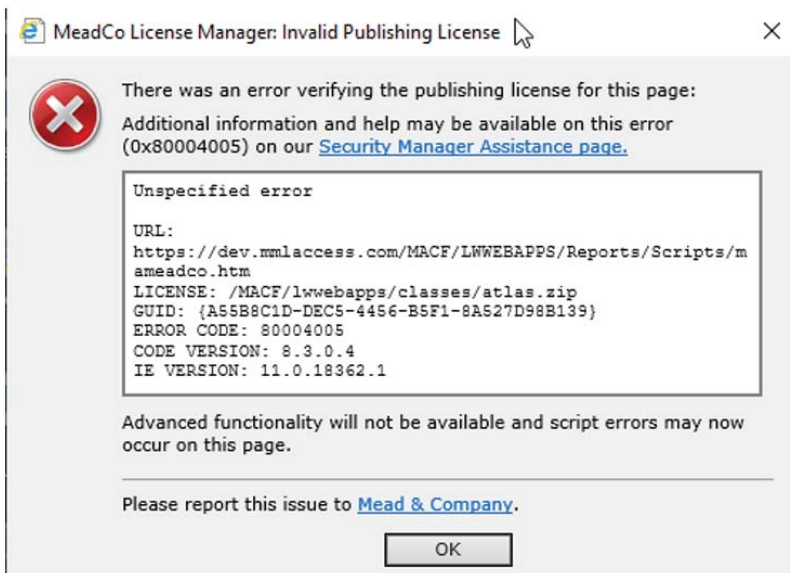 MeadCo License Manager: Invalid Publishing License
There was an error verifying the publishing license for this page:
Additional information and help may be available on this error
(0x80004005) on our Security Manager Assistance page.
Unspecified error
URL:
https://dev.mmlaccess.com/MACF/LWWEBAPPS/Reports/Scripts/m
ameadco.htm
LICENSE: /MACF/lwwebapps/classes/atlas.zip
GUID: {A55B8C1D-DEC5-4456-B5F1-8A527D98B139}
ERROR CODE: 80004005
CODE VERSION: 8.3.0.4
IE VERSION: 11.0.18362.1
Advanced functionality will not be available and script errors may now
occur on this page.
Please report this issue to Mead & Company.
OK